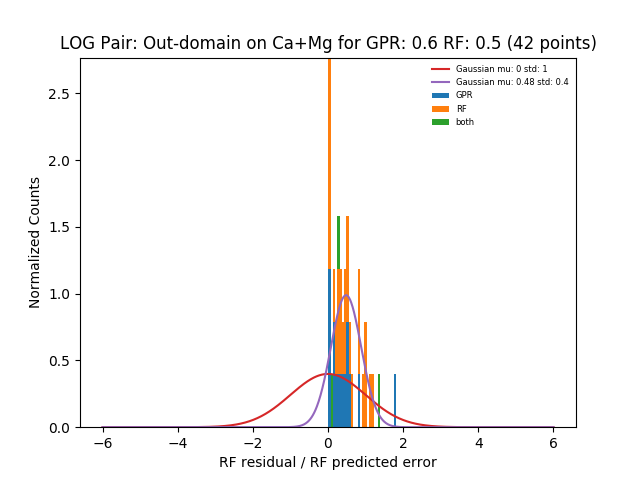 LOG Pair: Out-domain on Ca+Mg for GPR: 0.6 RF: 0.5 (42 points)
Gaussian mu: 0 std: 1
Gaussian mu: 0.48 std: 0.4
GPR
RF
both
Normalized Counts
2.5
2.0
1.5
1.0
0.5
0.0
−6 −4 −2 0 2 4 6
RF residual / RF predicted error